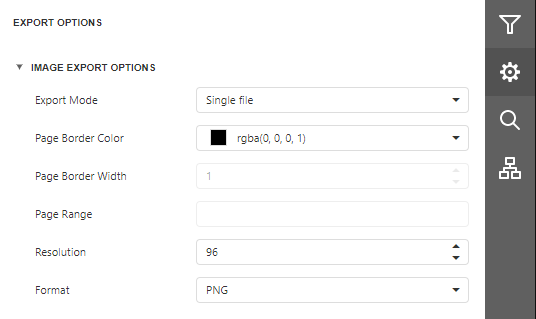 EXPORT OPTIONS
IMAGE EXPORT OPTIONS
Export Mode Single file
Page Border Color rgba(0, 0, 0, 1)
Page Border Width 1
Page Range
Resolution 96
Format PNG